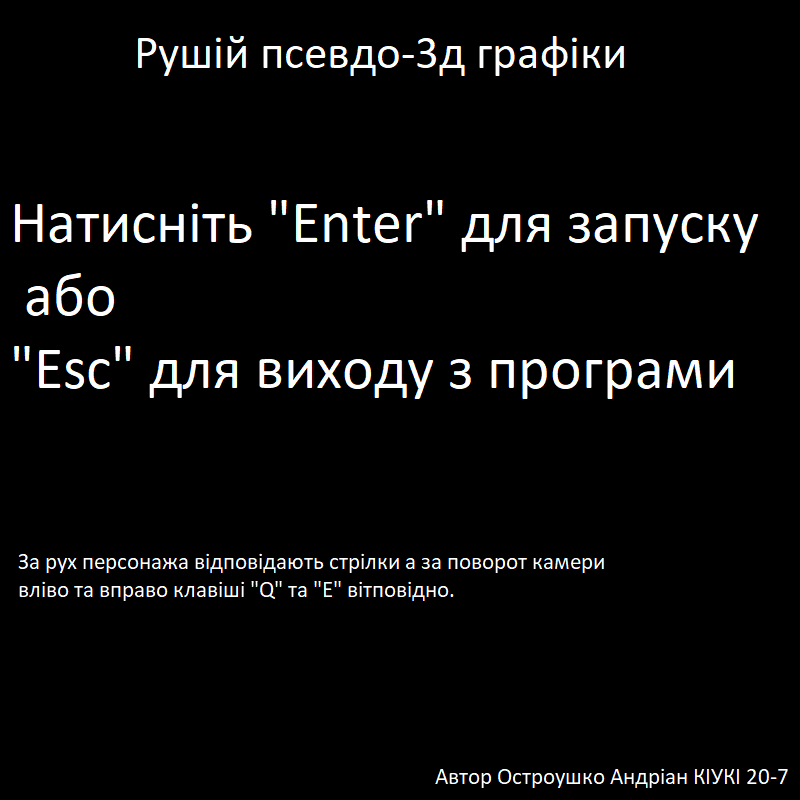 Рушій псевдо-3д графіки
Натисніть "Enter" для запуску
або
"Esc" для виходу з програми
За рух персонажа відповідають стрілки а за поворот камери
вліво та вправо клавіші "Q" та "E" вітповідно.
Автор Остроушко Андріан КІУКІ 20-7